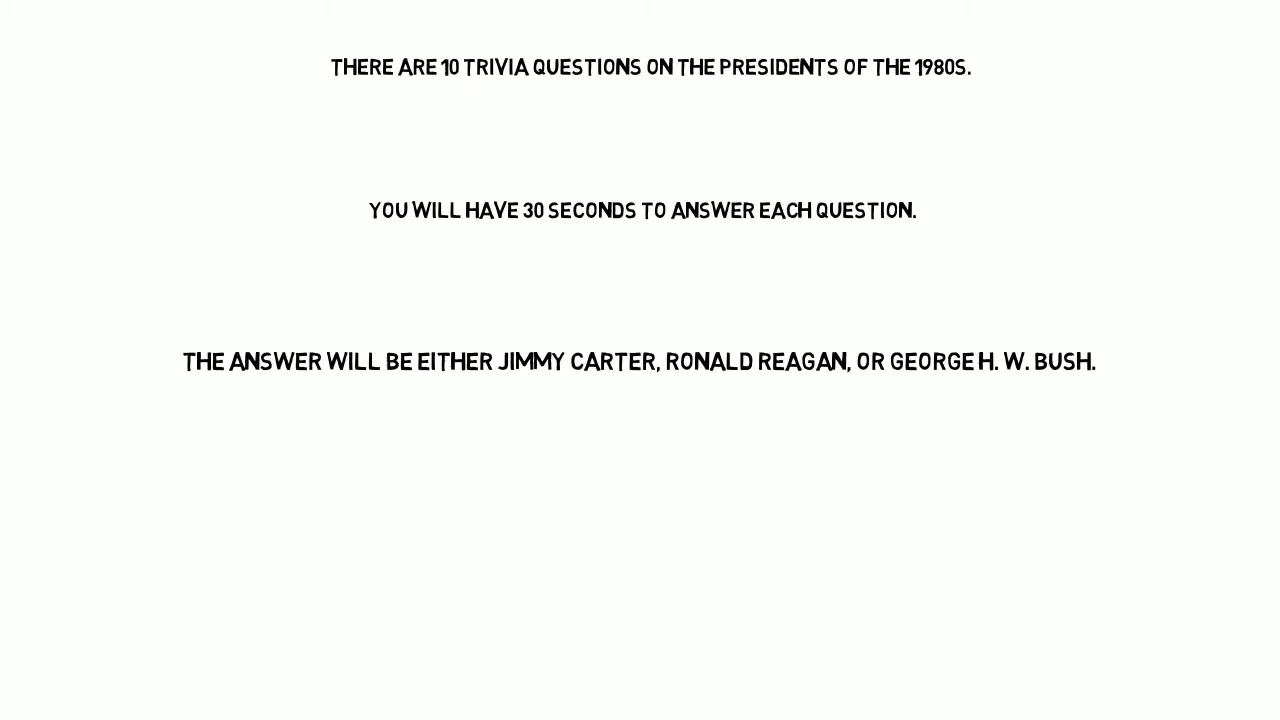 THERE ARE 10 TRIVIA QUESTIONS ON THE PRESIDENTS OF THE 1980S.
YOU WILL HAVE 30 SECONDS TO ANSWER EACH QUESTION.
THE ANSWER WILL BE EITHER JIMMY CARTER, RONALD REAGAN, OR GEORGE H. W. BUSH.